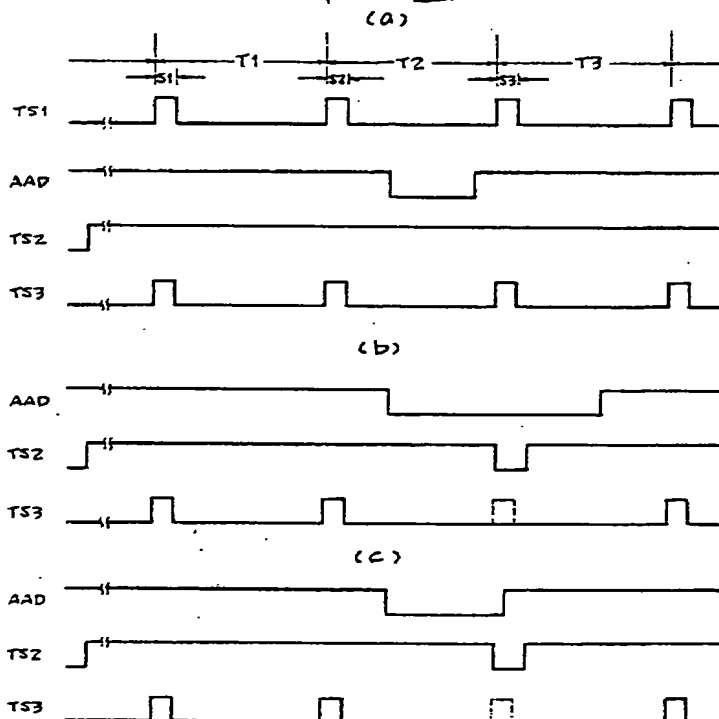 (a)
T1 T2 T3
S1 S2 S3
TS1
AAD
TS2
TS3
(b)
AAD
TS2
TS3
(c)
AAD
TS2
TS3